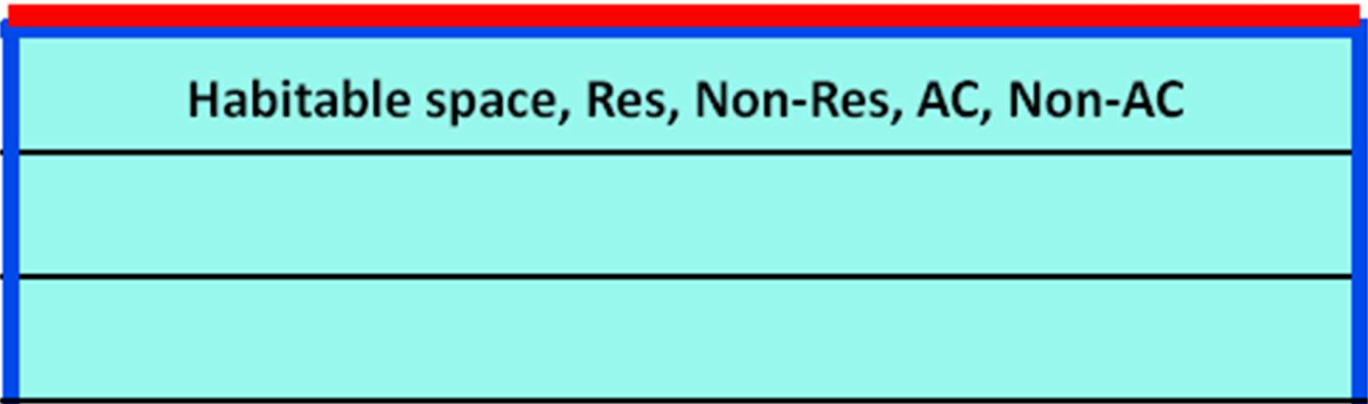 Habitable space, Res, Non-Res, AC, Non-AC